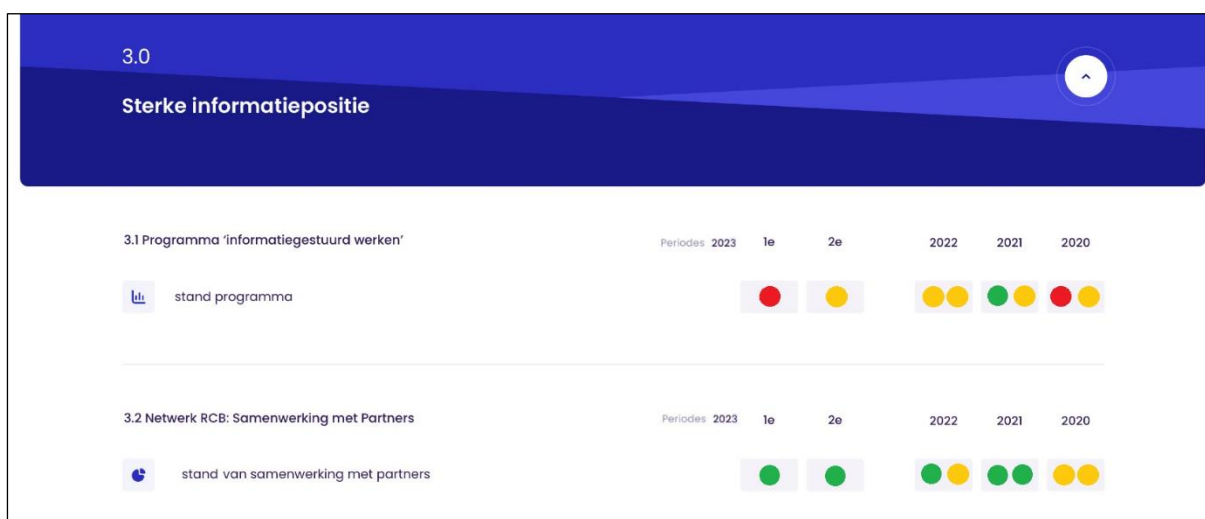 3.0
Sterke informatiepositie
3.1 Programma ‘informatiegestuurd werken’ Periodes 2023 1e 2e 2022 2021 2020
stand programma
3.2 Netwerk RCB: Samenwerking met Partners Periodes 2023 1e 2e 2022 2021 2020
stand van samenwerking met partners